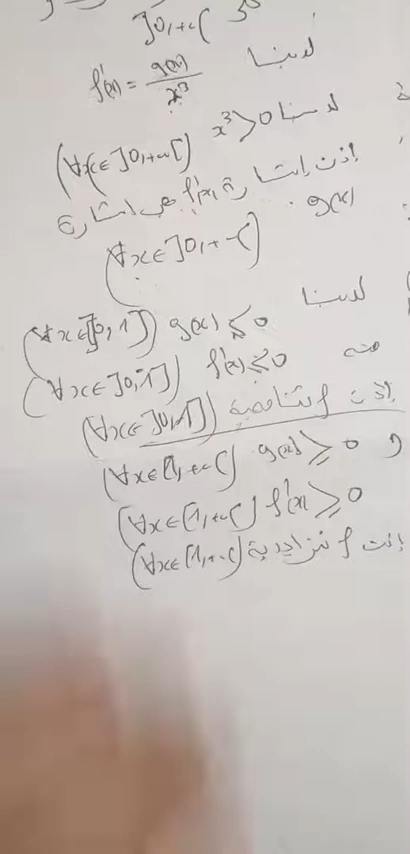 ]0,+∞[
لدينا f'(x) = g(x)/x³
لدينا x³>0 (∀x∈]0,+∞[)
إذن إشارة f'(x) هي إشارة
g(x) . (∀x∈]0,+∞[)
لدينا g(x)≤0 (∀x∈]0,1])
منه f'(x)≤0 (∀x∈]0,1])
إذن f تناقصية (∀x∈]0,1])
و g(x)≥0 (∀x∈[1,+∞[)
f'(x)≥0 (∀x∈[1,+∞[)
إذن f تزايدية (∀x∈[1,+∞[)